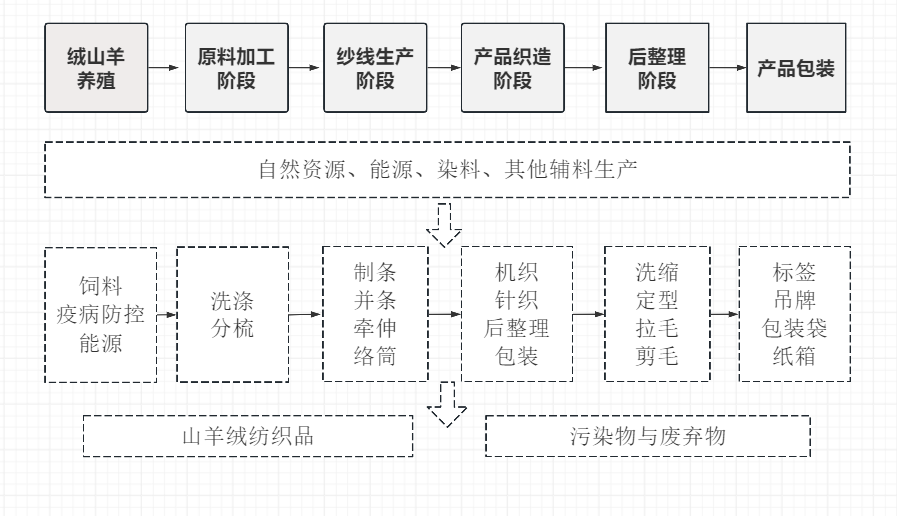 绒山羊
养殖
原料加工
阶段
纱线生产
阶段
产品织造
阶段
后整理
阶段
产品包装
自然资源、能源、染料、其他辅料生产
饲料
疫病防控
能源
洗涤
分梳
制条
并条
牵伸
络筒
机织
针织
后整理
包装
洗缩
定型
拉毛
剪毛
标签
吊牌
包装袋
纸箱
山羊绒纺织品
污染物与废弃物